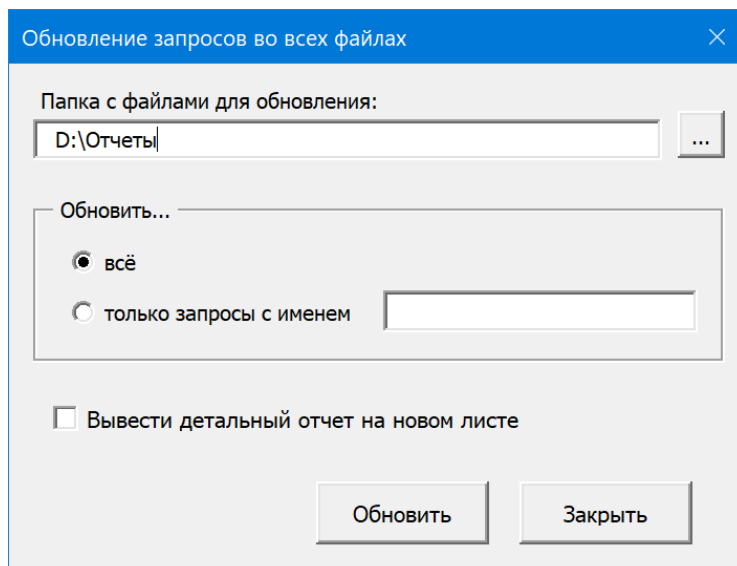 Обновление запросов во всех файлах
Папка с файлами для обновления:
D:\Отчеты
...
Обновить...
всё
только запросы с именем
Вывести детальный отчет на новом листе
Обновить
Закрыть